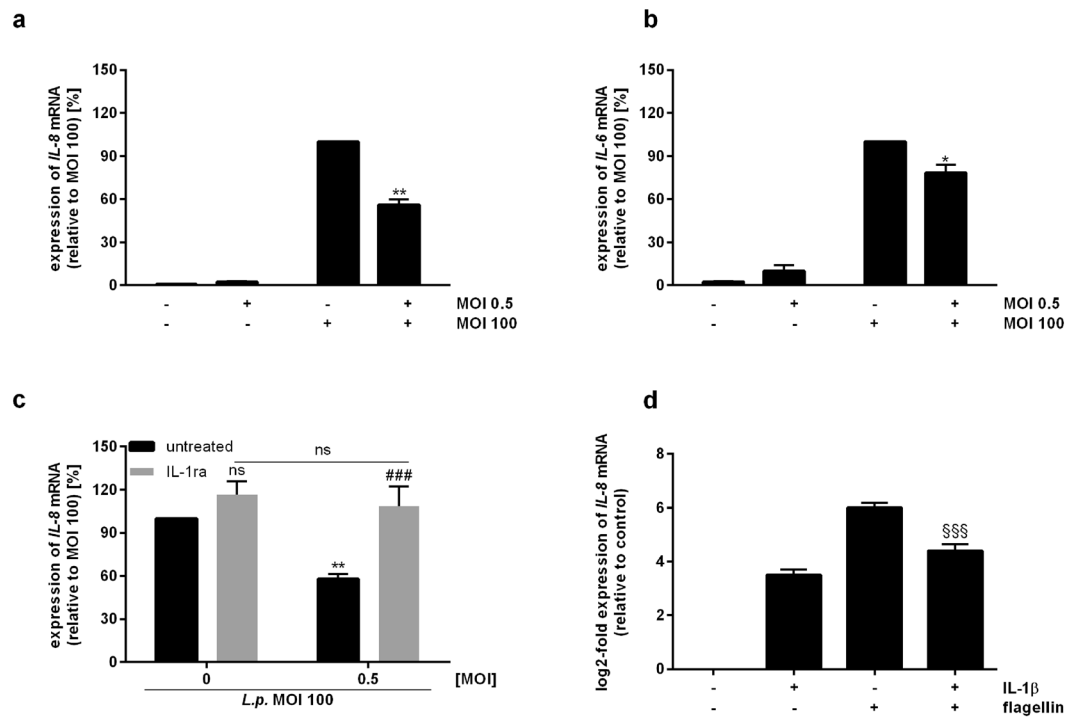 a
150
120
90
60
30
0
expression of IL-8 mRNA
(relative to MOI 100) [%]
**
- + - + MOI 0.5
- - + + MOI 100
b
150
120
90
60
30
0
expression of IL-6 mRNA
(relative to MOI 100) [%]
*
- + - + MOI 0.5
- - + + MOI 100
c
150
120
90
60
30
0
expression of IL-8 mRNA
(relative to MOI 100) [%]
untreated
IL-1ra
ns
ns
**
###
0 0.5 [MOI]
L.p. MOI 100
d
8
6
4
2
0
log2-fold expression of IL-8 mRNA
(relative to control)
§§§
- + - + IL-1β
- - + + flagellin